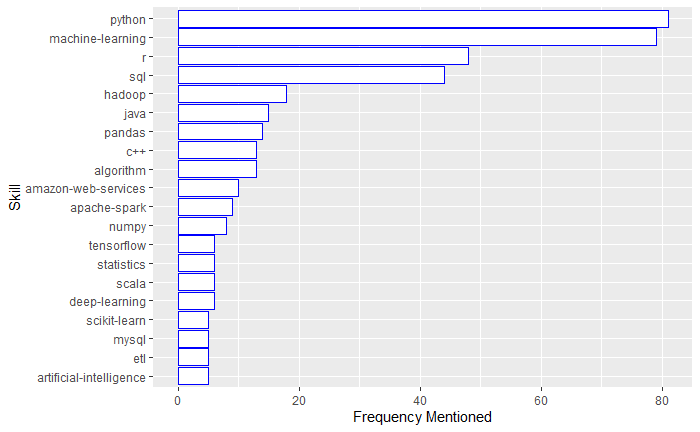 python
machine-learning
r
sql
hadoop
java
pandas
c++
algorithm
amazon-web-services
apache-spark
numpy
tensorflow
statistics
scala
deep-learning
scikit-learn
mysql
etl
artificial-intelligence
Skill
0 20 40 60 80
Frequency Mentioned